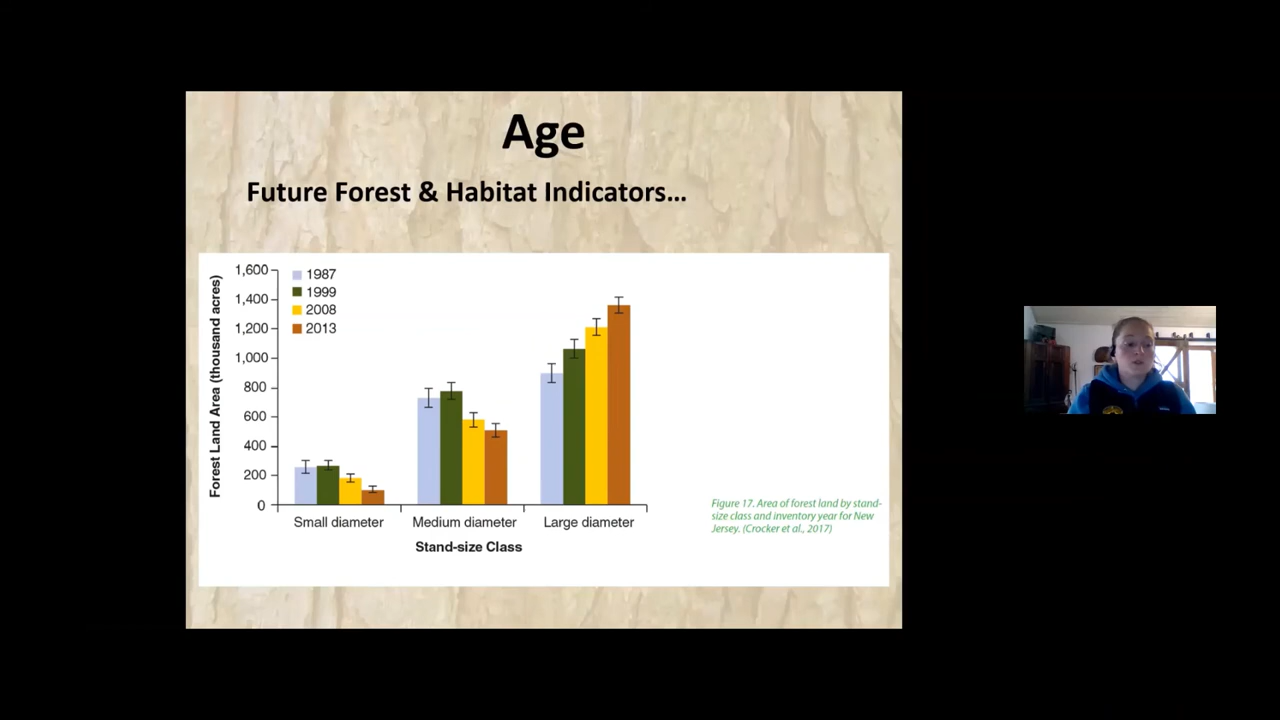 Age
Future Forest & Habitat Indicators...
Forest Land Area (thousand acres)
1,600
1,400
1,200
1,000
800
600
400
200
0
1987
1999
2008
2013
Small diameter
Medium diameter
Large diameter
Stand-size Class
Figure 17. Area of forest land by stand-
size class and inventory year for New
Jersey. (Crocker et al., 2017)